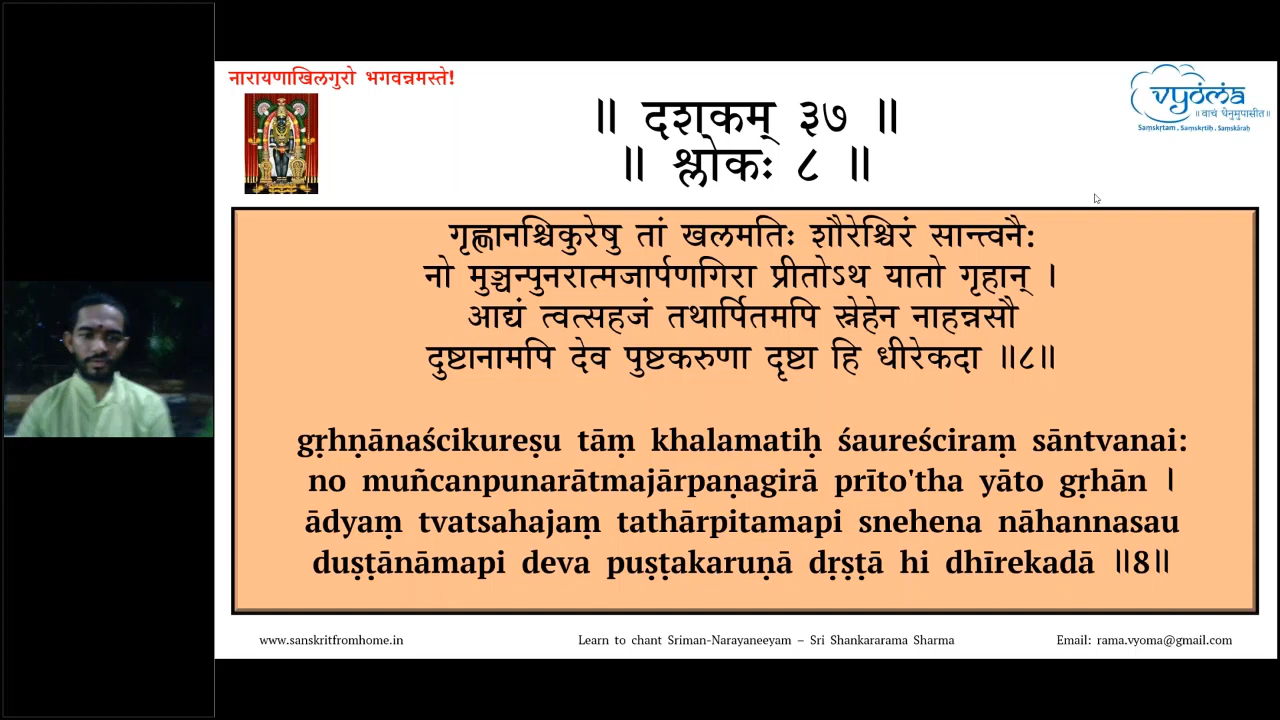 नारायणाखिलगुरो भगवन्नमस्ते!
॥ दशकम् ३७ ॥
॥ श्लोकः ८ ॥
vyoma
॥ वाचं धेनुमुपासीत॥
Saṃskṛtam . Saṃskṛtiḥ . Saṃskāraḥ
गृह्णानश्चिकुरेषु तां खलमतिः शौरेश्चिरं सान्त्वनै:
नो मुञ्चन्पुनरात्मजार्पणगिरा प्रीतोऽथ यातो गृहान् ।
आद्यं त्वत्सहजं तथार्पितमपि स्नेहेन नाहन्नसौ
दुष्टानामपि देव पुष्टकरुणा दृष्टा हि धीरेकदा ॥८॥
gṛhṇānaścikureṣu tāṃ khalamatiḥ śaureściraṃ sāntvanai:
no muñcanpunarātmajārpaṇagirā prīto'tha yāto gṛhān ।
ādyaṃ tvatsahajaṃ tathārpitamapi snehena nāhannasau
duṣṭānāmapi deva puṣṭakaruṇā dṛṣṭā hi dhīrekadā ॥8॥
www.sanskritfromhome.in
Learn to chant Sriman-Narayaneeyam – Sri Shankararama Sharma
Email: rama.vyoma@gmail.com